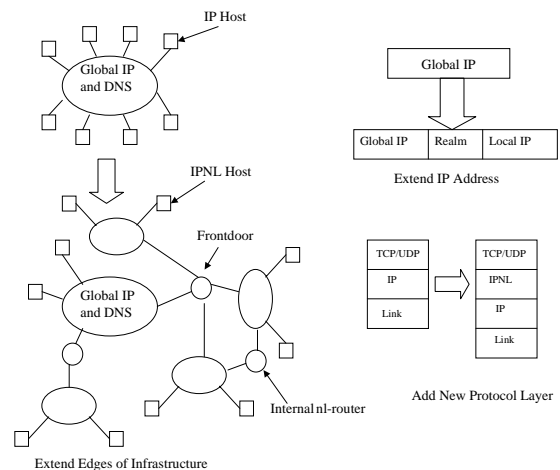 IP Host
Global IP
and DNS
IPNL Host
Frontdoor
Global IP
and DNS
Internal nl-router
Extend Edges of Infrastructure
Global IP
Global IP
Realm
Local IP
Extend IP Address
TCP/UDP
IP
Link
TCP/UDP
IPNL
IP
Link
Add New Protocol Layer